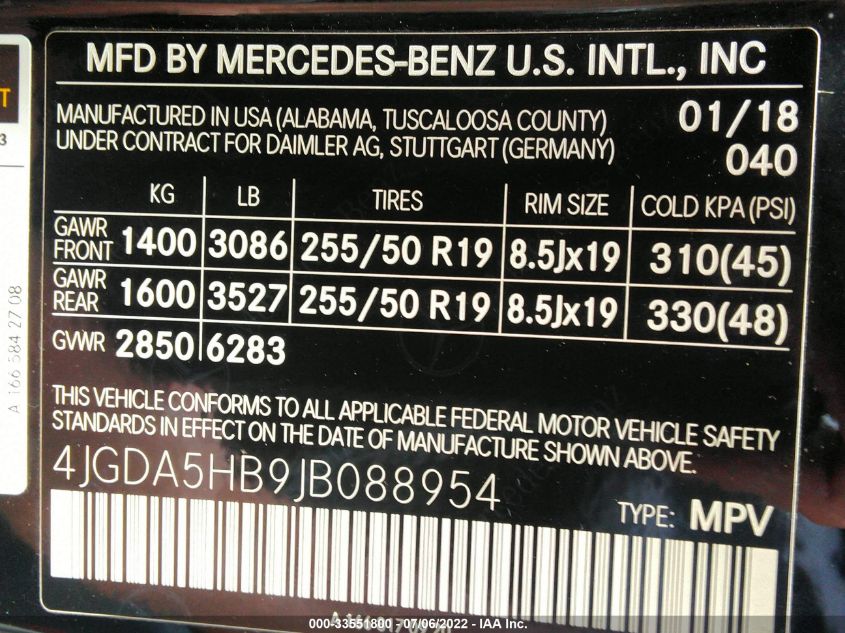 MFD BY MERCEDES-BENZ U.S. INTL., INC
MANUFACTURED IN USA (ALABAMA, TUSCALOOSA COUNTY) 01/18
UNDER CONTRACT FOR DAIMLER AG, STUTTGART (GERMANY) 040
KG LB TIRES RIM SIZE COLD KPA (PSI)
GAWR FRONT 1400 3086 255/50 R19 8.5Jx19 310(45)
GAWR REAR 1600 3527 255/50 R19 8.5Jx19 330(48)
GVWR 2850 6283
THIS VEHICLE CONFORMS TO ALL APPLICABLE FEDERAL MOTOR VEHICLE SAFETY
STANDARDS IN EFFECT ON THE DATE OF MANUFACTURE SHOWN ABOVE.
4JGDA5HB9JB088954
TYPE: MPV
A 166 584 27 08
T
3
000-33551800 - 07/06/2022 - IAA Inc.